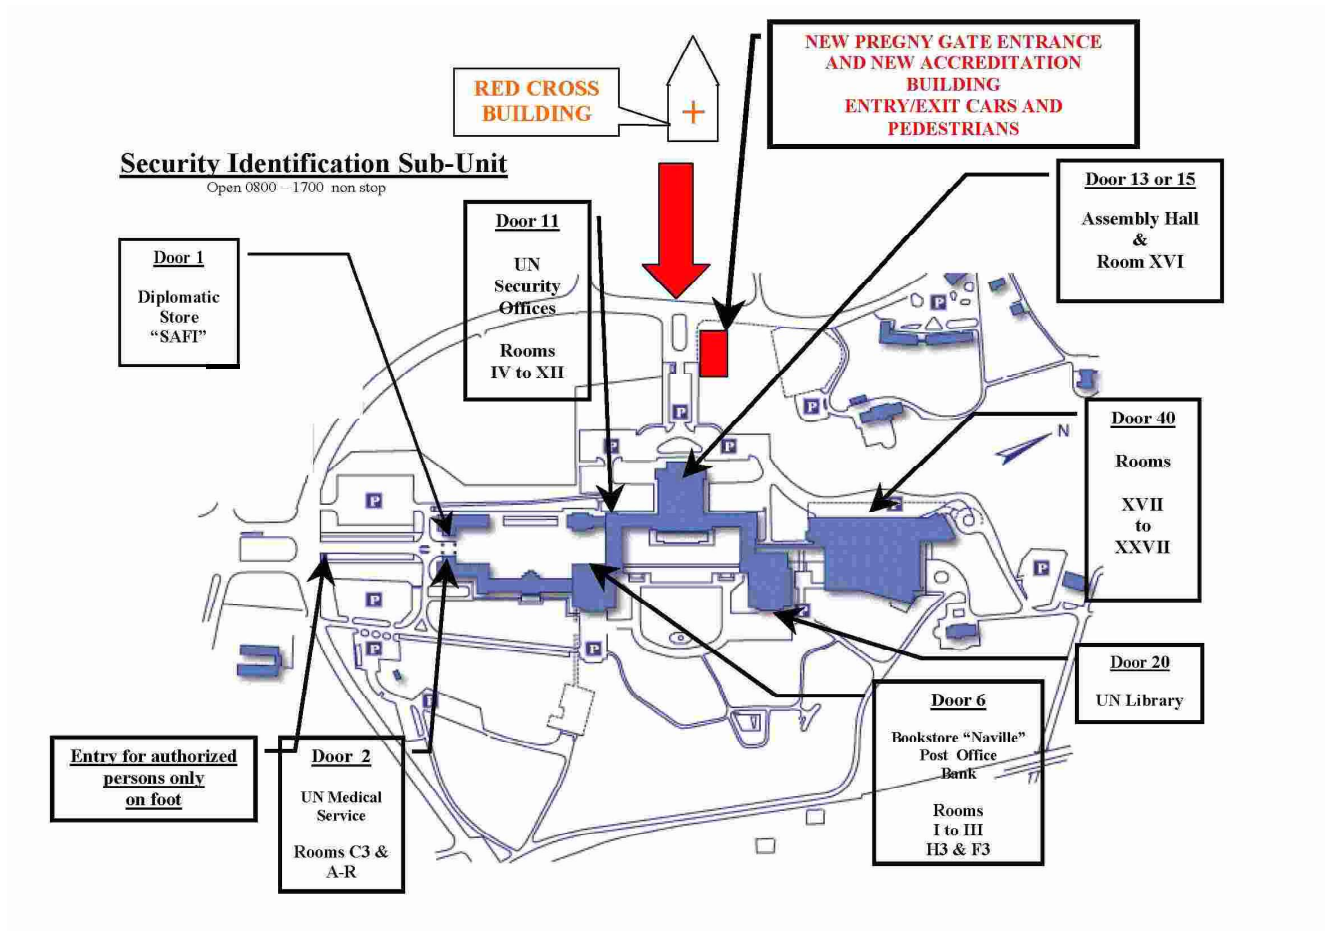 NEW PREGNY GATE ENTRANCE
AND NEW ACCREDITATION
BUILDING
ENTRY/EXIT CARS AND
PEDESTRIANS
RED CROSS
BUILDING
Security Identification Sub-Unit
Open 0800 – 1700 non stop
Door 13 or 15
Assembly Hall
&
Room XVI
Door 11
UN
Security
Offices
Rooms
IV to XII
Door 1
Diplomatic
Store
“SAFI”
P
P
P
P
P
N
Door 40
Rooms
XVII
to
XXVII
P
P
P
P
P
P
P
P
Door 20
UN Library
Door 6
Bookstore “Naville”
Post Office
Bank
Rooms
I to III
H3 & F3
Entry for authorized
persons only
on foot
Door 2
UN Medical
Service
Rooms C3 &
A-R